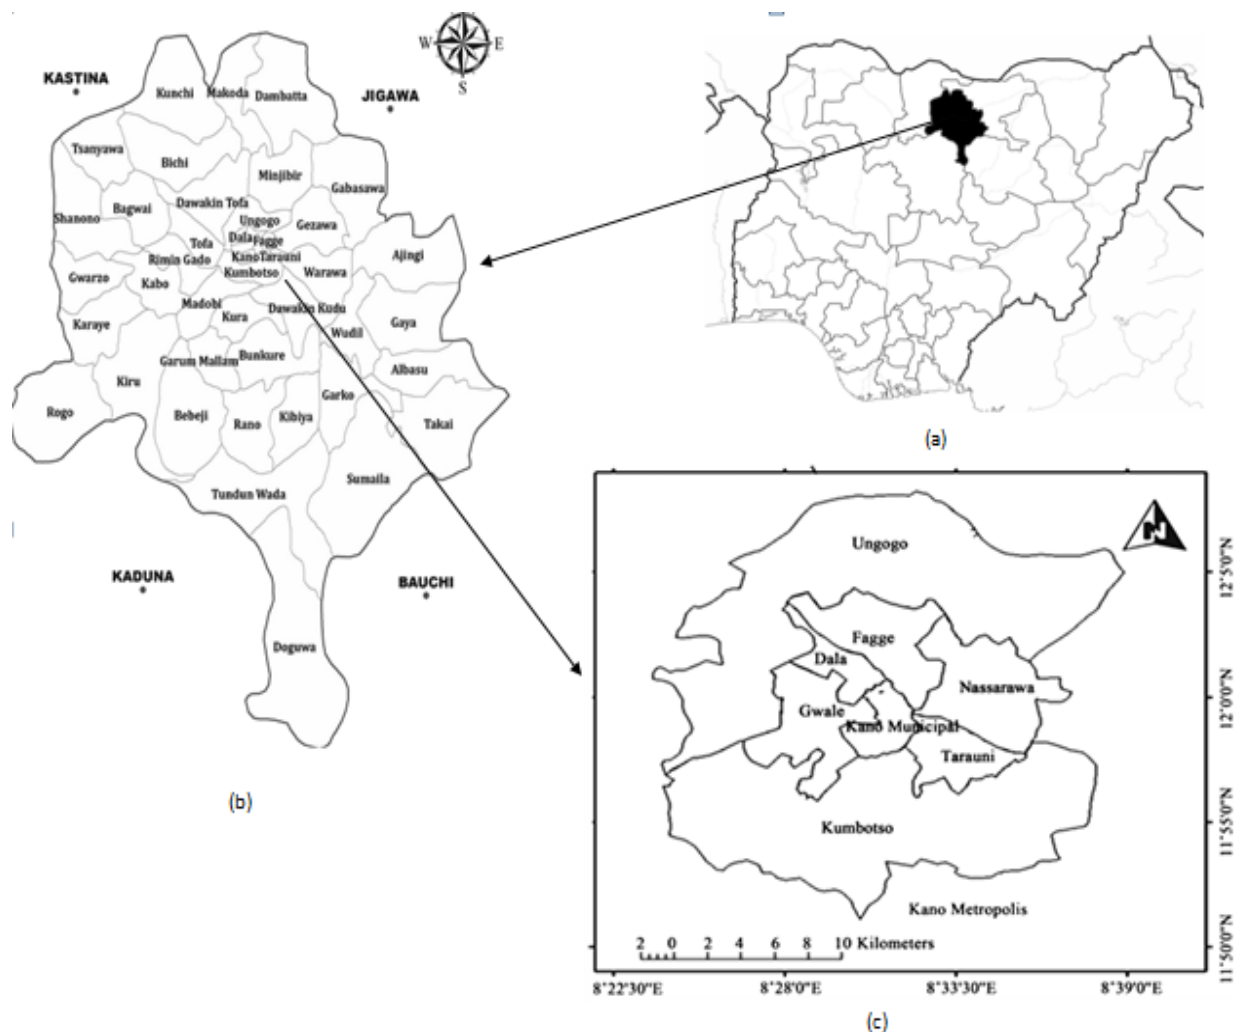 W E
S
KASTINA
JIGAWA
Kunchi Makoda Dambatta
Tsanyawa
Bichi
Minjibir
Gabasawa
Bagwai
Dawakin Tofa
Shanono
Ungogo
Gezawa
Dala Fagge
Tofa
Rimin Gado
KanoTarauni
Ajingi
Kumbotso
Warawa
Gwarzo
Kabo
Madobi
Dawakin Kudu
Kura
Karaye
Wudil
Gaya
Garum Mallam
Bunkure
Albasu
Kiru
Garko
Rogo
Bebeji
Rano
Kibiya
Takai
Sumaila
Tundun Wada
KADUNA
BAUCHI
Doguwa
(b)
(a)
N
Ungogo
Fagge
Dala
Nassarawa
Gwale
Kano Municipal
Tarauni
Kumbotso
Kano Metropolis
2 0 2 4 6 8 10 Kilometers
12°5'0"N
12°0'0"N
11°55'0"N
11°50'0"N
8°22'30"E 8°28'0"E 8°33'30"E 8°39'0"E
(c)